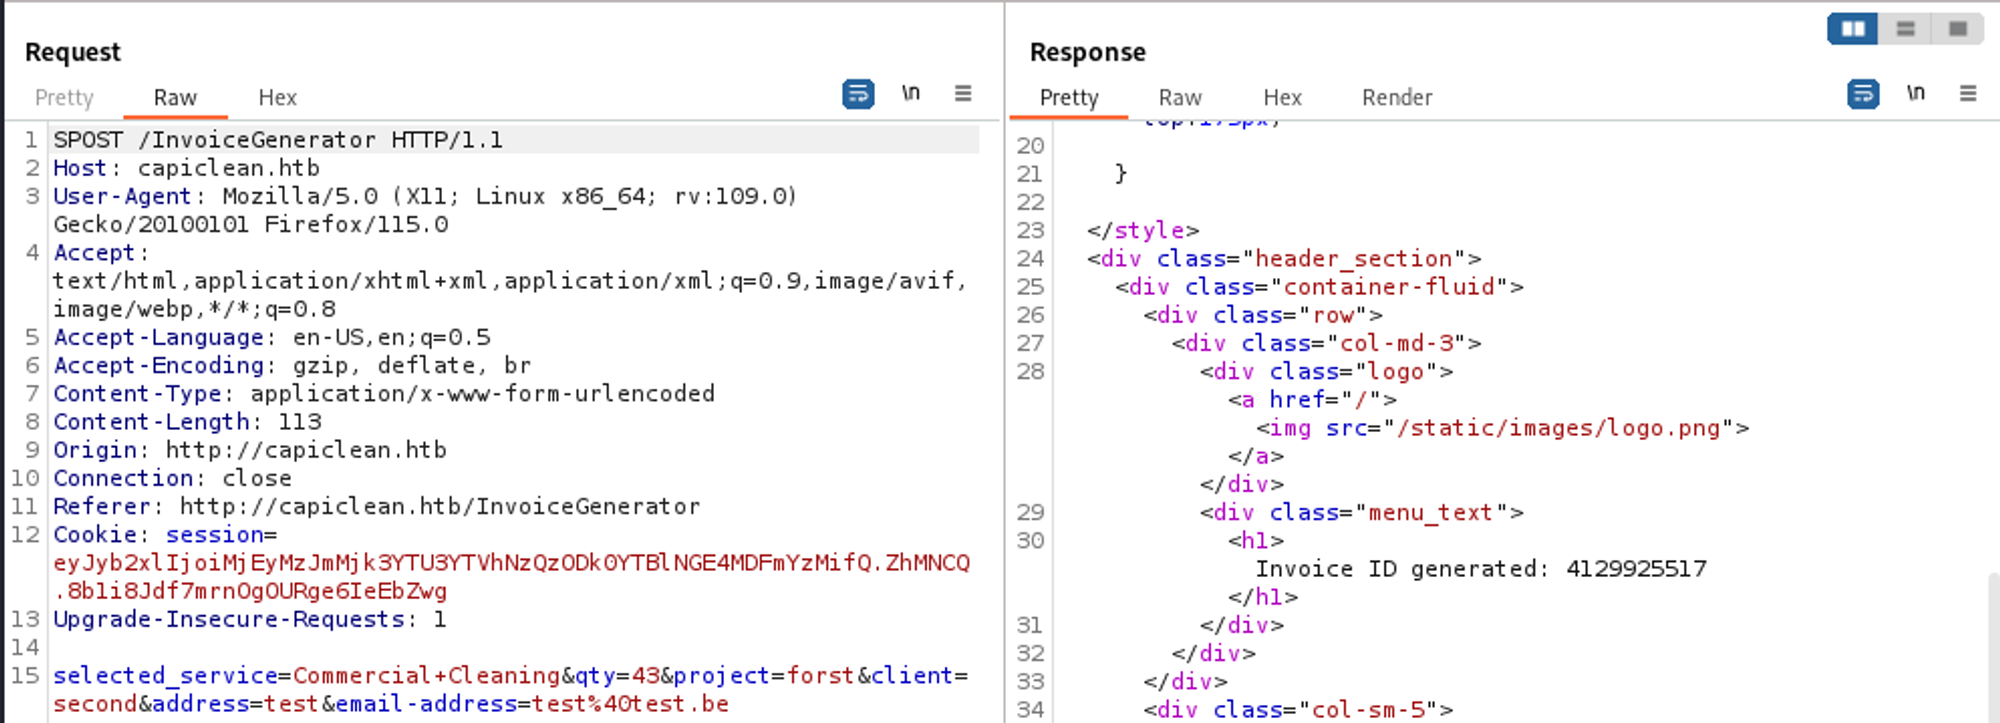 Request
Pretty Raw Hex \n
1 SPOST /InvoiceGenerator HTTP/1.1
2 Host: capiclean.htb
3 User-Agent: Mozilla/5.0 (X11; Linux x86_64; rv:109.0)
Gecko/20100101 Firefox/115.0
4 Accept:
text/html,application/xhtml+xml,application/xml;q=0.9,image/avif,
image/webp,*/*;q=0.8
5 Accept-Language: en-US,en;q=0.5
6 Accept-Encoding: gzip, deflate, br
7 Content-Type: application/x-www-form-urlencoded
8 Content-Length: 113
9 Origin: http://capiclean.htb
10 Connection: close
11 Referer: http://capiclean.htb/InvoiceGenerator
12 Cookie: session=
eyJyb2xlIjoiMjEyMzJmMjk3YTU3YTVhNzQzODk0YTBlNGE4MDFmYzMifQ.ZhMNCQ
.8b1i8Jdf7mrnOgOURge6IeEbZwg
13 Upgrade-Insecure-Requests: 1
14
15 selected_service=Commercial+Cleaning&qty=43&project=forst&client=
second&address=test&email-address=test%40test.be
Response
Pretty Raw Hex Render \n
top:175px;
20
21 }
22
23 </style>
24 <div class="header_section">
25 <div class="container-fluid">
26 <div class="row">
27 <div class="col-md-3">
28 <div class="logo">
<a href="/">
<img src="/static/images/logo.png">
</a>
</div>
29 <div class="menu_text">
30 <h1>
Invoice ID generated: 4129925517
</h1>
31 </div>
32 </div>
33 </div>
34 <div class="col-sm-5">